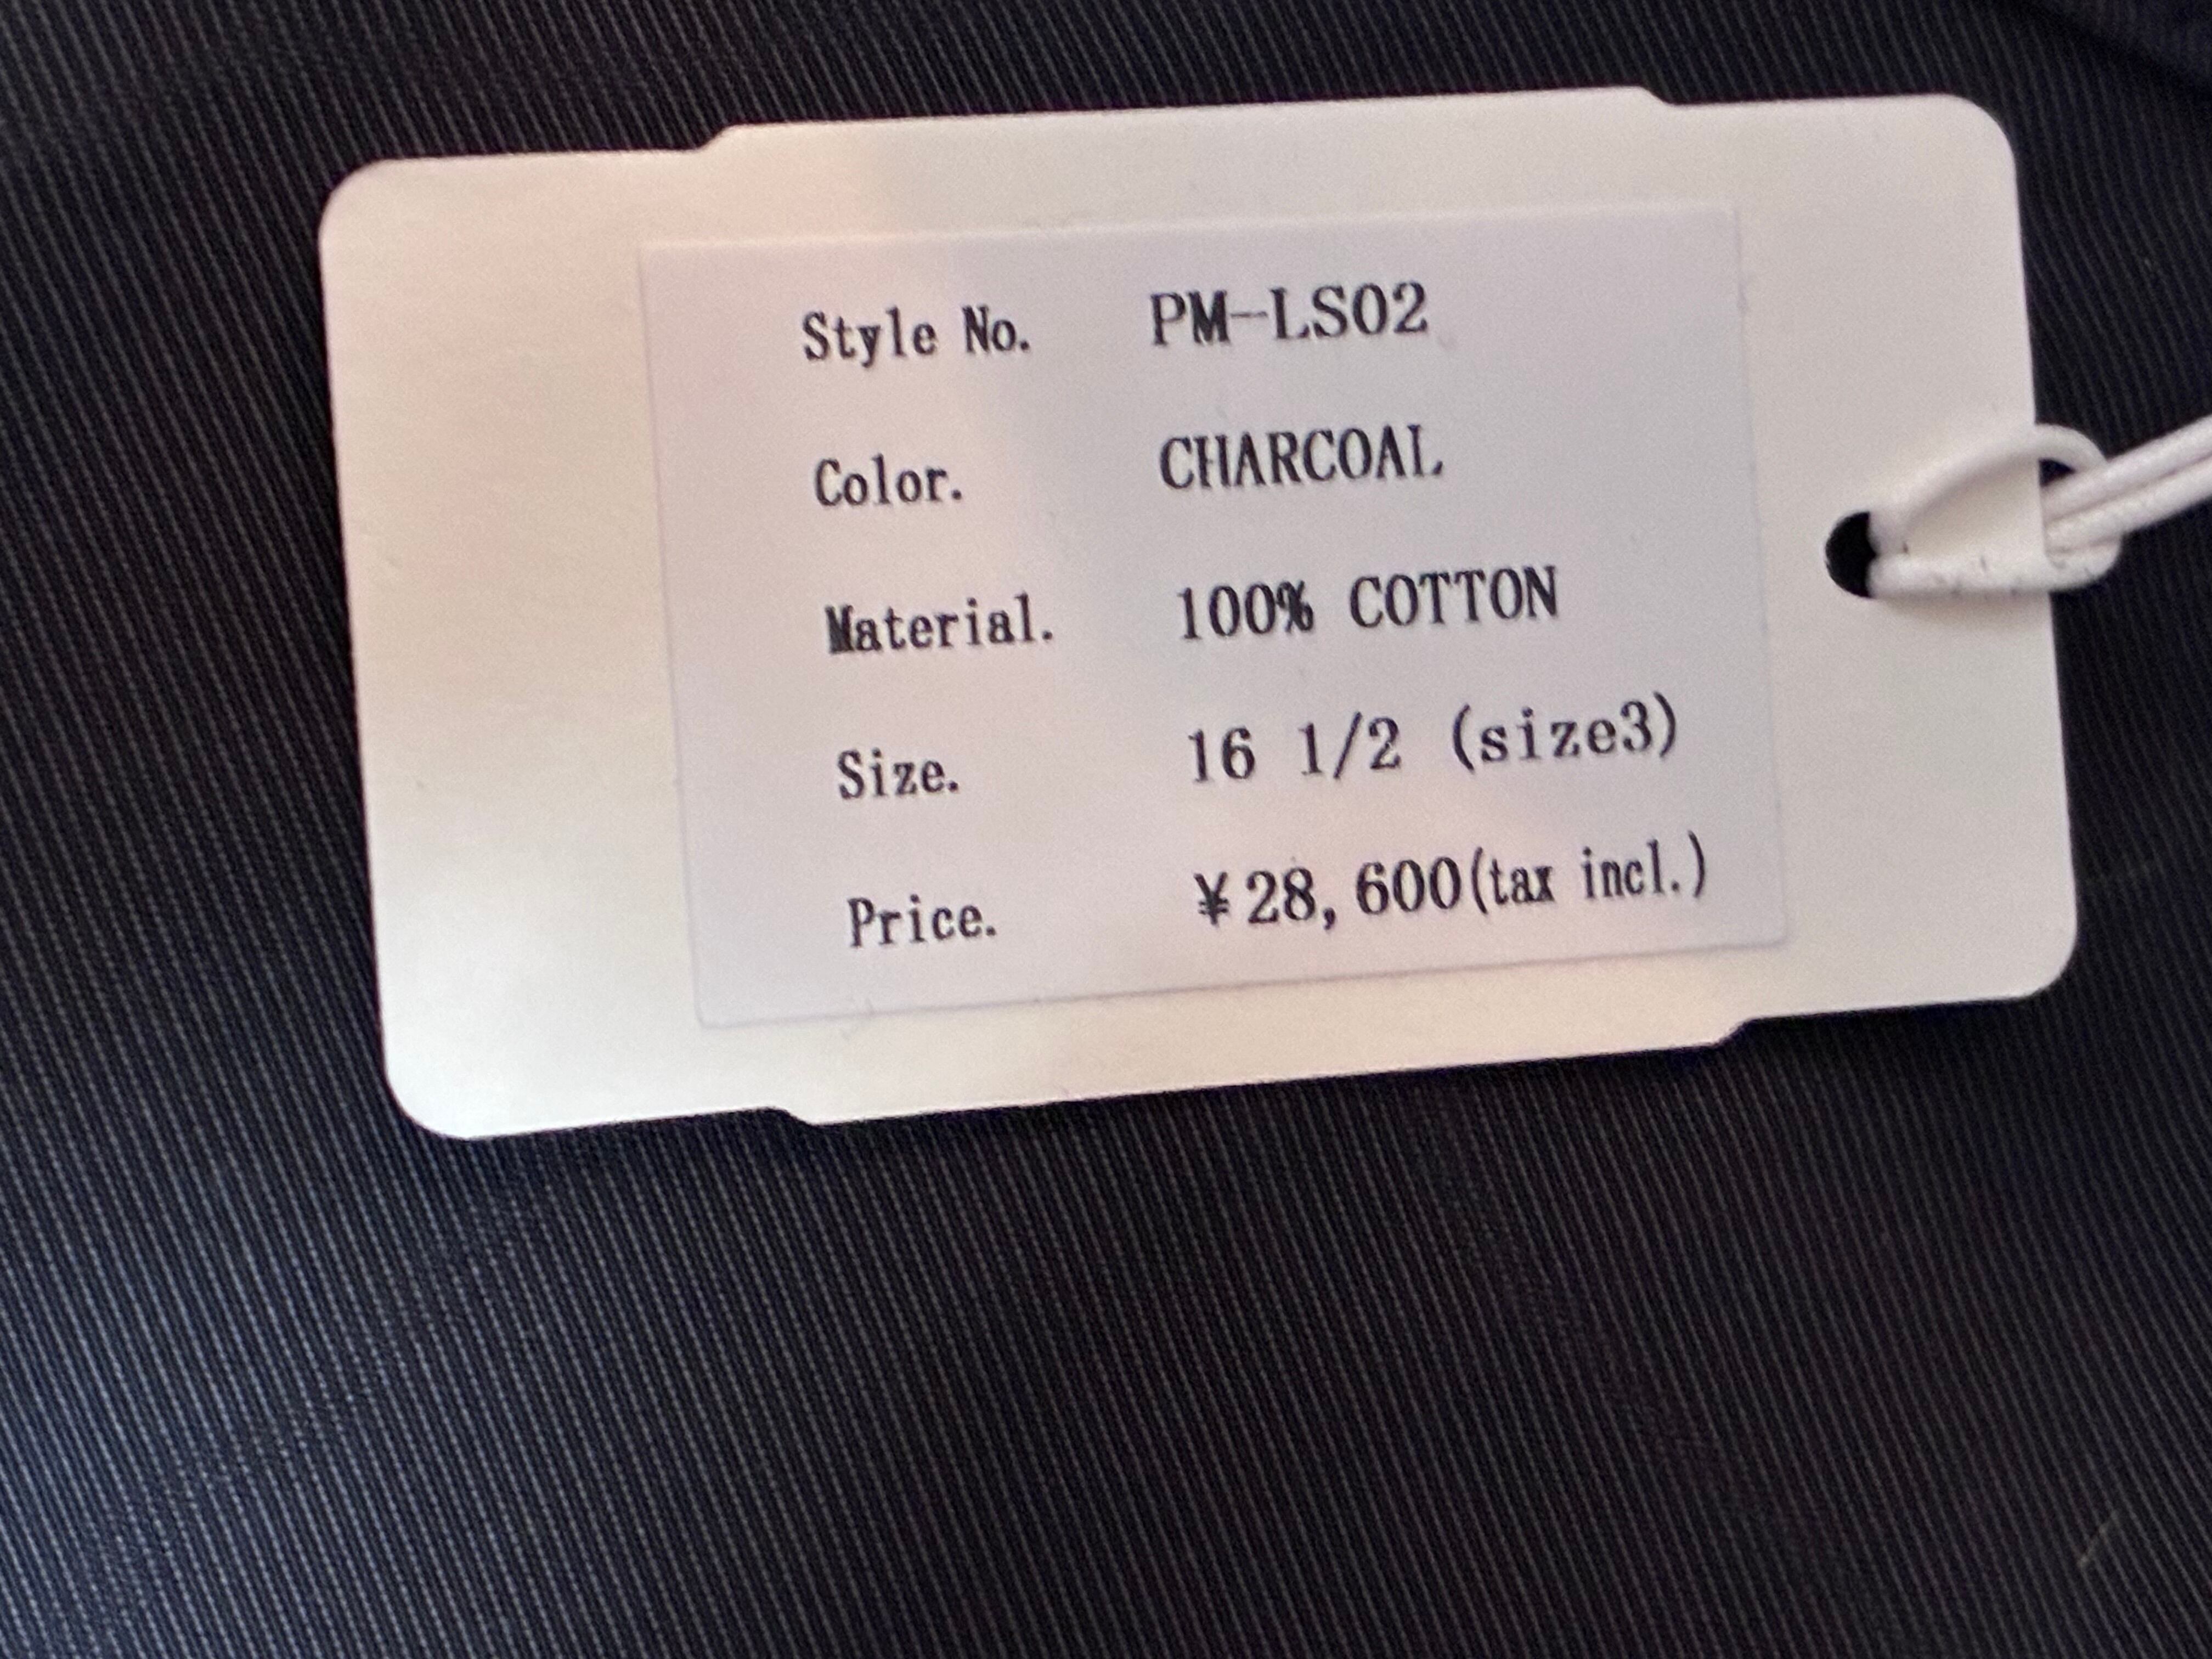 Style No. PM-LS02
Color. CHARCOAL
Material. 100% COTTON
Size. 16 1/2 (size3)
Price. ¥28,600(tax incl.)